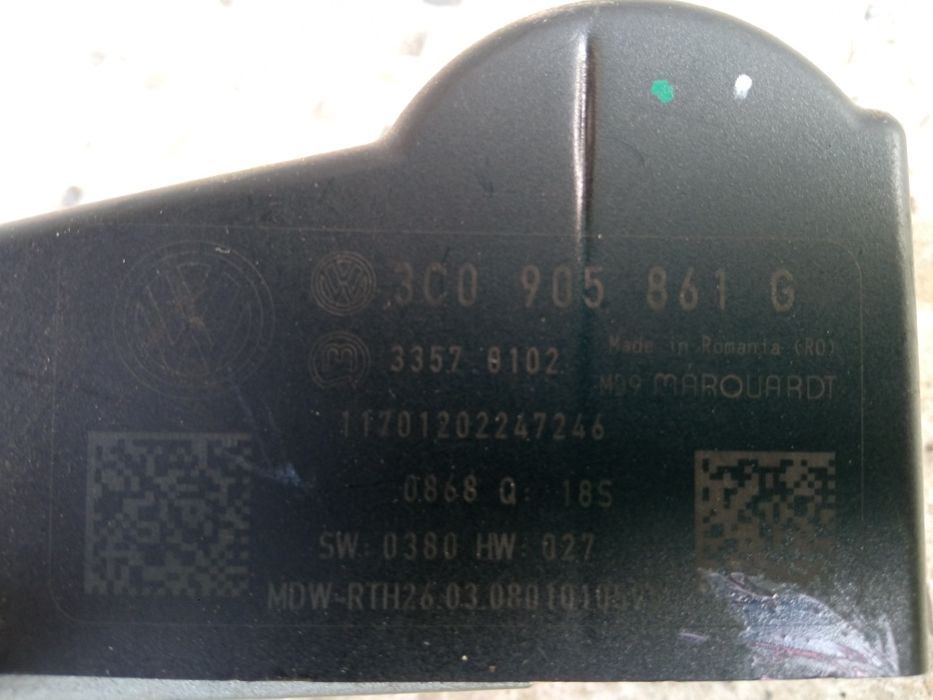 3C0 905 861 G
Made in Romania (RO)
3357.8102
MD9 MARQUARDT
11701202247246
0868 Q: 18S
SW: 0380 HW: 027